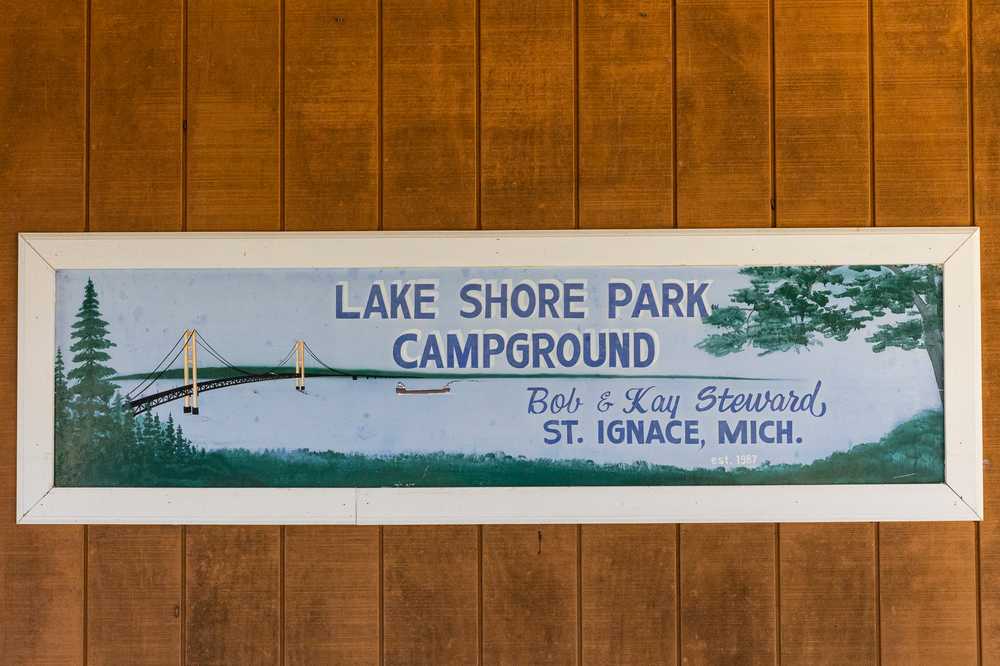 LAKE SHORE PARK
CAMPGROUND
Bob & Kay Steward,
ST. IGNACE, MICH.
est. 1987